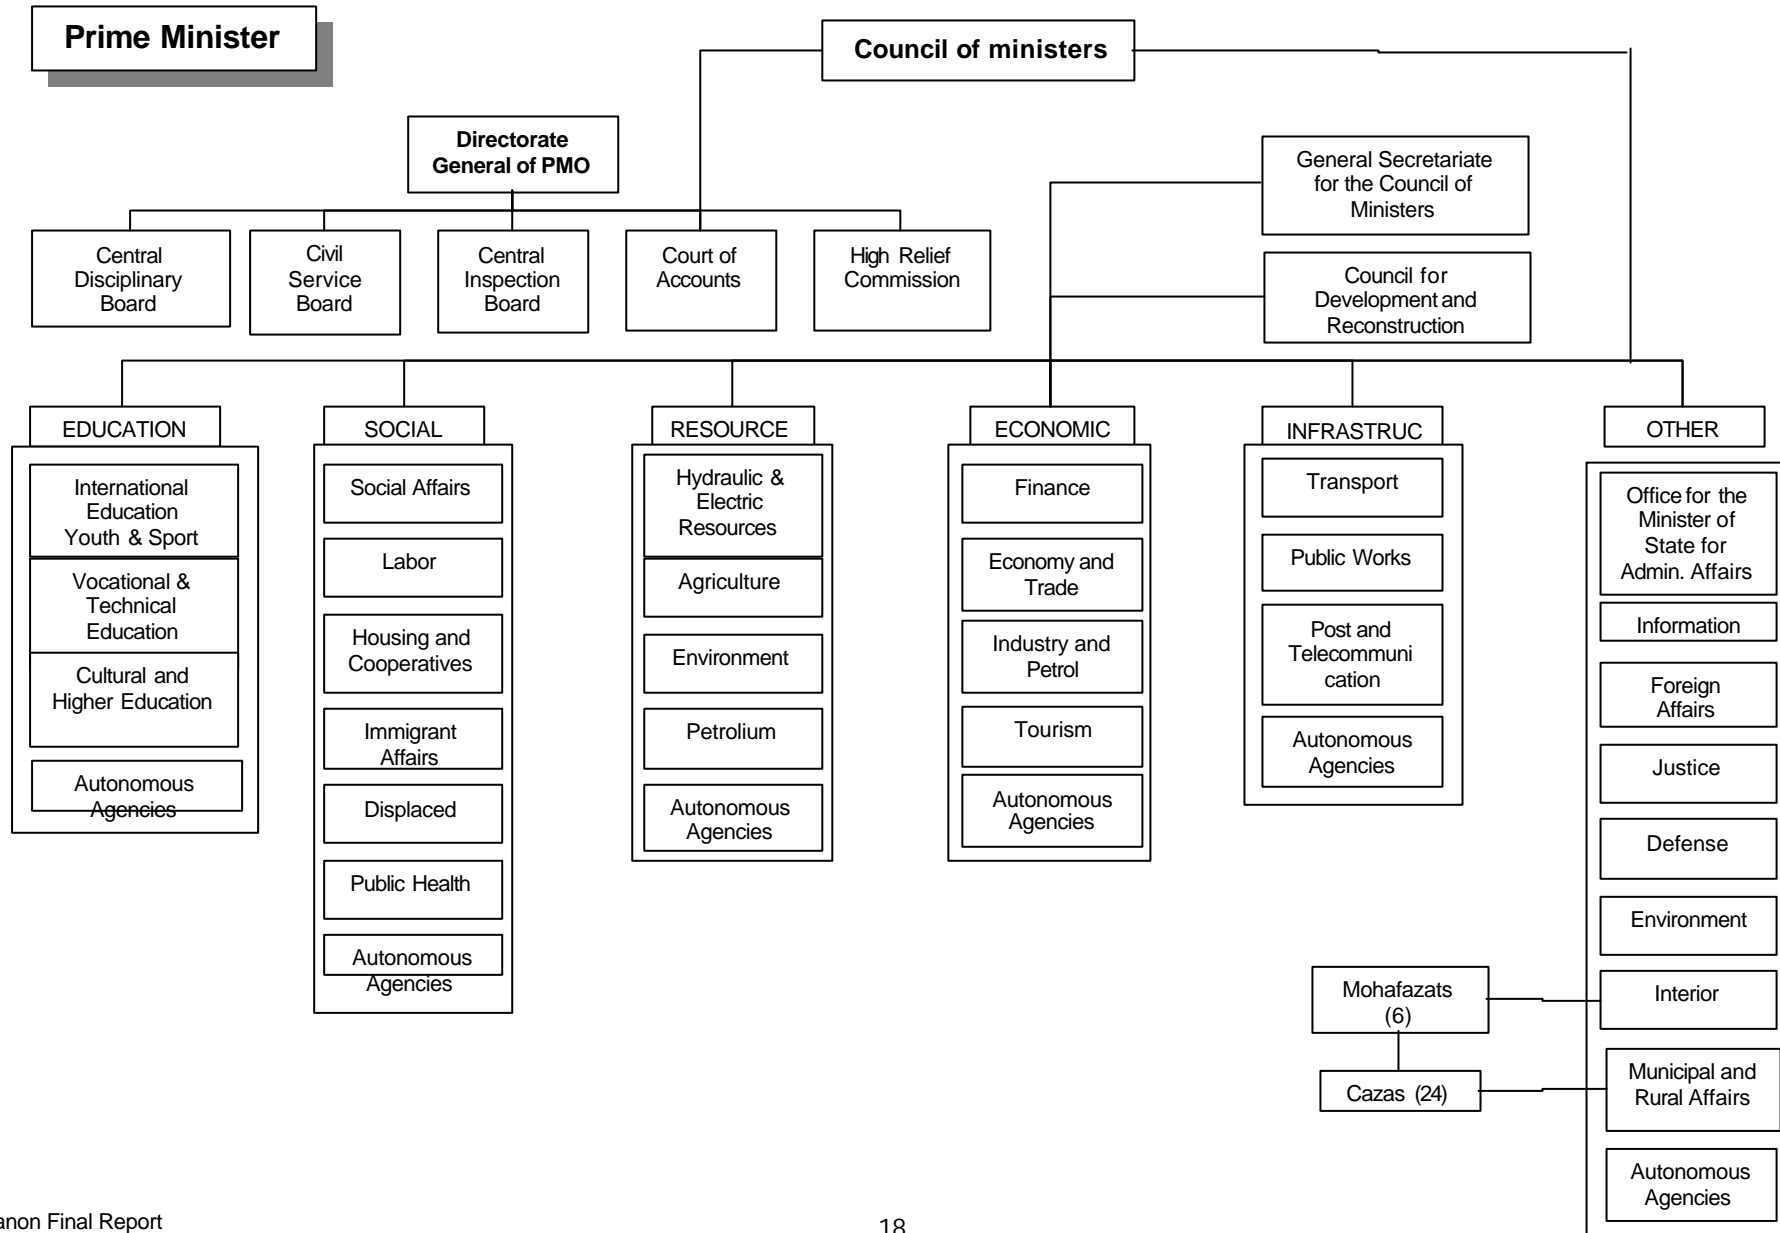 Prime Minister
Council of ministers
Directorate
General of PMO
General Secretariate
for the Council of
Ministers
Central
Disciplinary
Board
Civil
Service
Board
Central
Inspection
Board
Court of
Accounts
High Relief
Commission
Council for
Development and
Reconstruction
EDUCATION
International
Education
Youth & Sport
Vocational &
Technical
Education
Cultural and
Higher Education
Autonomous
Agencies
SOCIAL
Social Affairs
Labor
Housing and
Cooperatives
Immigrant
Affairs
Displaced
Public Health
Autonomous
Agencies
RESOURCE
Hydraulic &
Electric
Resources
Agriculture
Environment
Petrolium
Autonomous
Agencies
ECONOMIC
Finance
Economy and
Trade
Industry and
Petrol
Tourism
Autonomous
Agencies
INFRASTRUC
Transport
Public Works
Post and
Telecommuni
cation
Autonomous
Agencies
OTHER
Office for the
Minister of
State for
Admin. Affairs
Information
Foreign
Affairs
Justice
Defense
Environment
Interior
Municipal and
Rural Affairs
Autonomous
Agencies
Mohafazats
(6)
Cazas (24)
anon Final Report
18